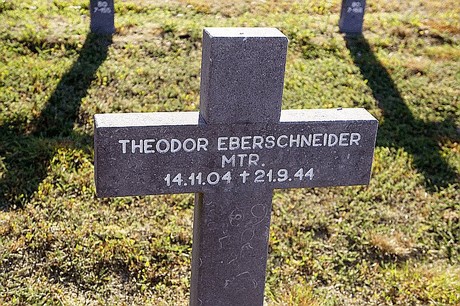 THEODOR EBERSCHNEIDER
MTR.
14.11.04 ✝ 21.9.44